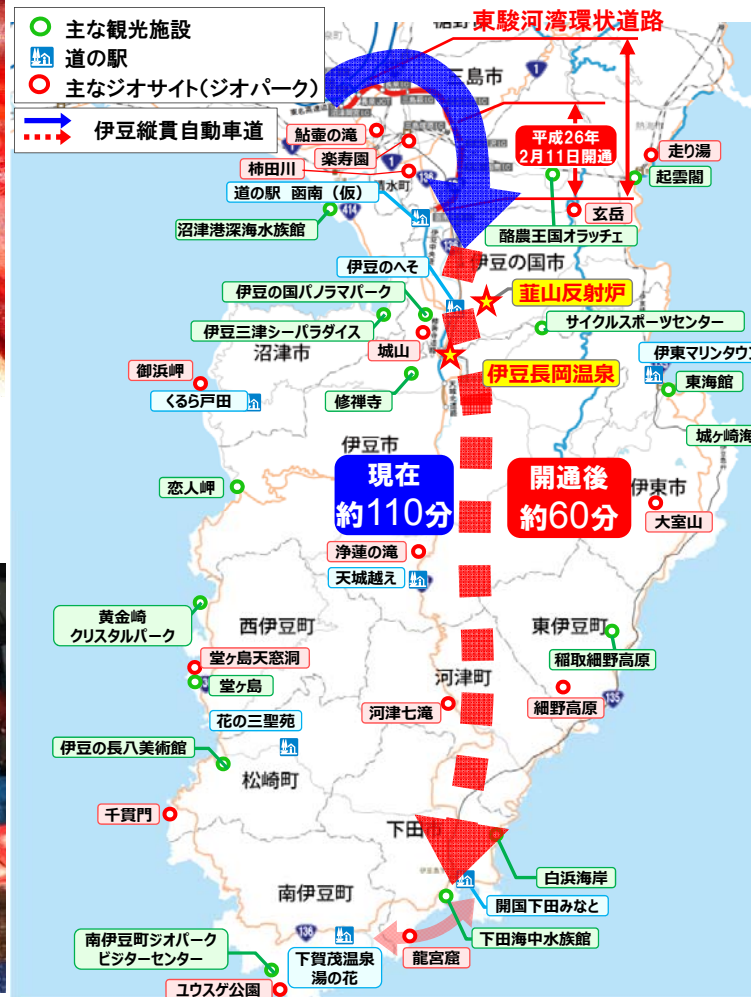 主な観光施設
道の駅
主なジオサイト(ジオパーク)
伊豆縦貫自動車道
東駿河湾環状道路
三島市
1
平成26年
2月11日開通
鮎壷の滝
楽寿園
1
柿田川
清水町
136
道の駅 函南（仮）
414
沼津港深海水族館
走り湯
起雲閣
玄岳
酪農王国オラッチェ
伊豆の国市
伊豆のへそ
伊豆の国パノラマパーク
韮山反射炉
伊豆三津シーパラダイス
サイクルスポーツセンター
沼津市
城山
伊東マリンタウン
御浜岬
伊豆長岡温泉
くるら戸田
修禅寺
東海館
城ヶ崎海
伊豆市
現在
約110分
開通後
約60分
伊東市
恋人岬
大室山
浄蓮の滝
天城越え
黄金崎
クリスタルパーク
西伊豆町
東伊豆町
堂ヶ島天窓洞
稲取細野高原
堂ヶ島
河津町
細野高原
135
花の三聖苑
河津七滝
伊豆の長八美術館
松崎町
千貫門
下田市
白浜海岸
南伊豆町
開国下田みなと
136
南伊豆町ジオパーク
ビジターセンター
下賀茂温泉
湯の花
龍宮窟
下田海中水族館
ユウスゲ公園